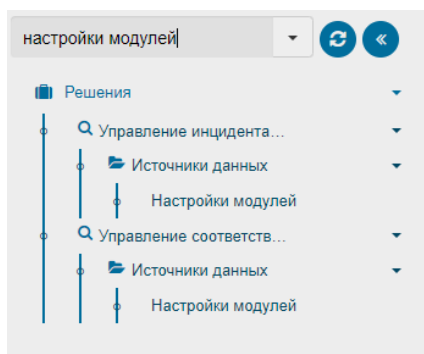 настройки модулей
Решения
Управление инцидента...
Источники данных
Настройки модулей
Управление соответств...
Источники данных
Настройки модулей